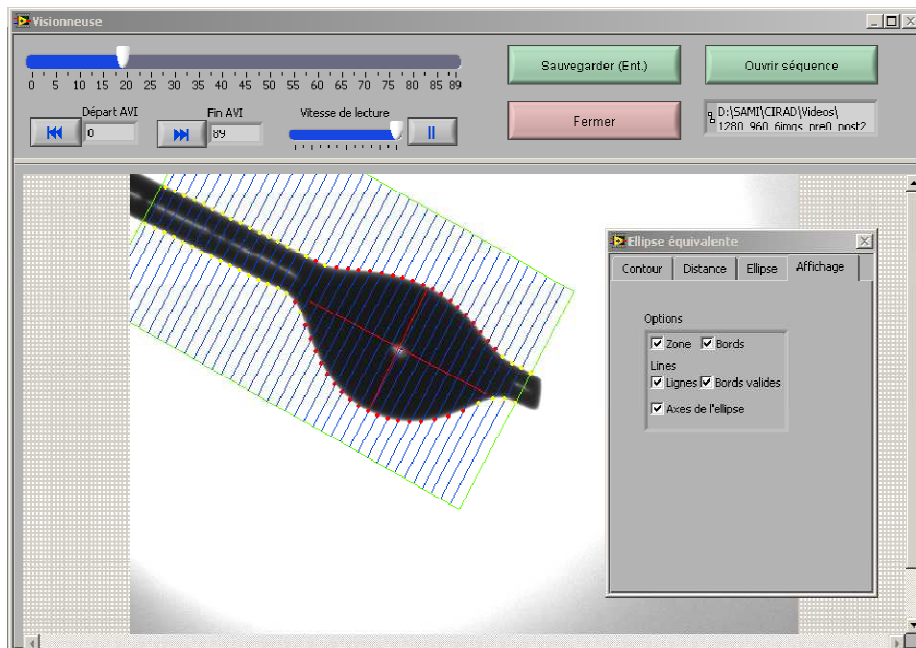 Visionneuse
0 5 10 15 20 25 30 35 40 45 50 55 60 65 70 75 80 85 89
Départ AVI
0
Fin AVI
89
Vitesse de lecture
Sauvegarder (Ent.)
Ouvrir séquence
Fermer
D:\SAMI\CIRAD\Videos\
1280_960_6imgs_pre0_post2
Ellipse équivalente
Contour Distance Ellipse Affichage
Options
Zone Bords
Lines
Lignes Bords valides
Axes de l'ellipse